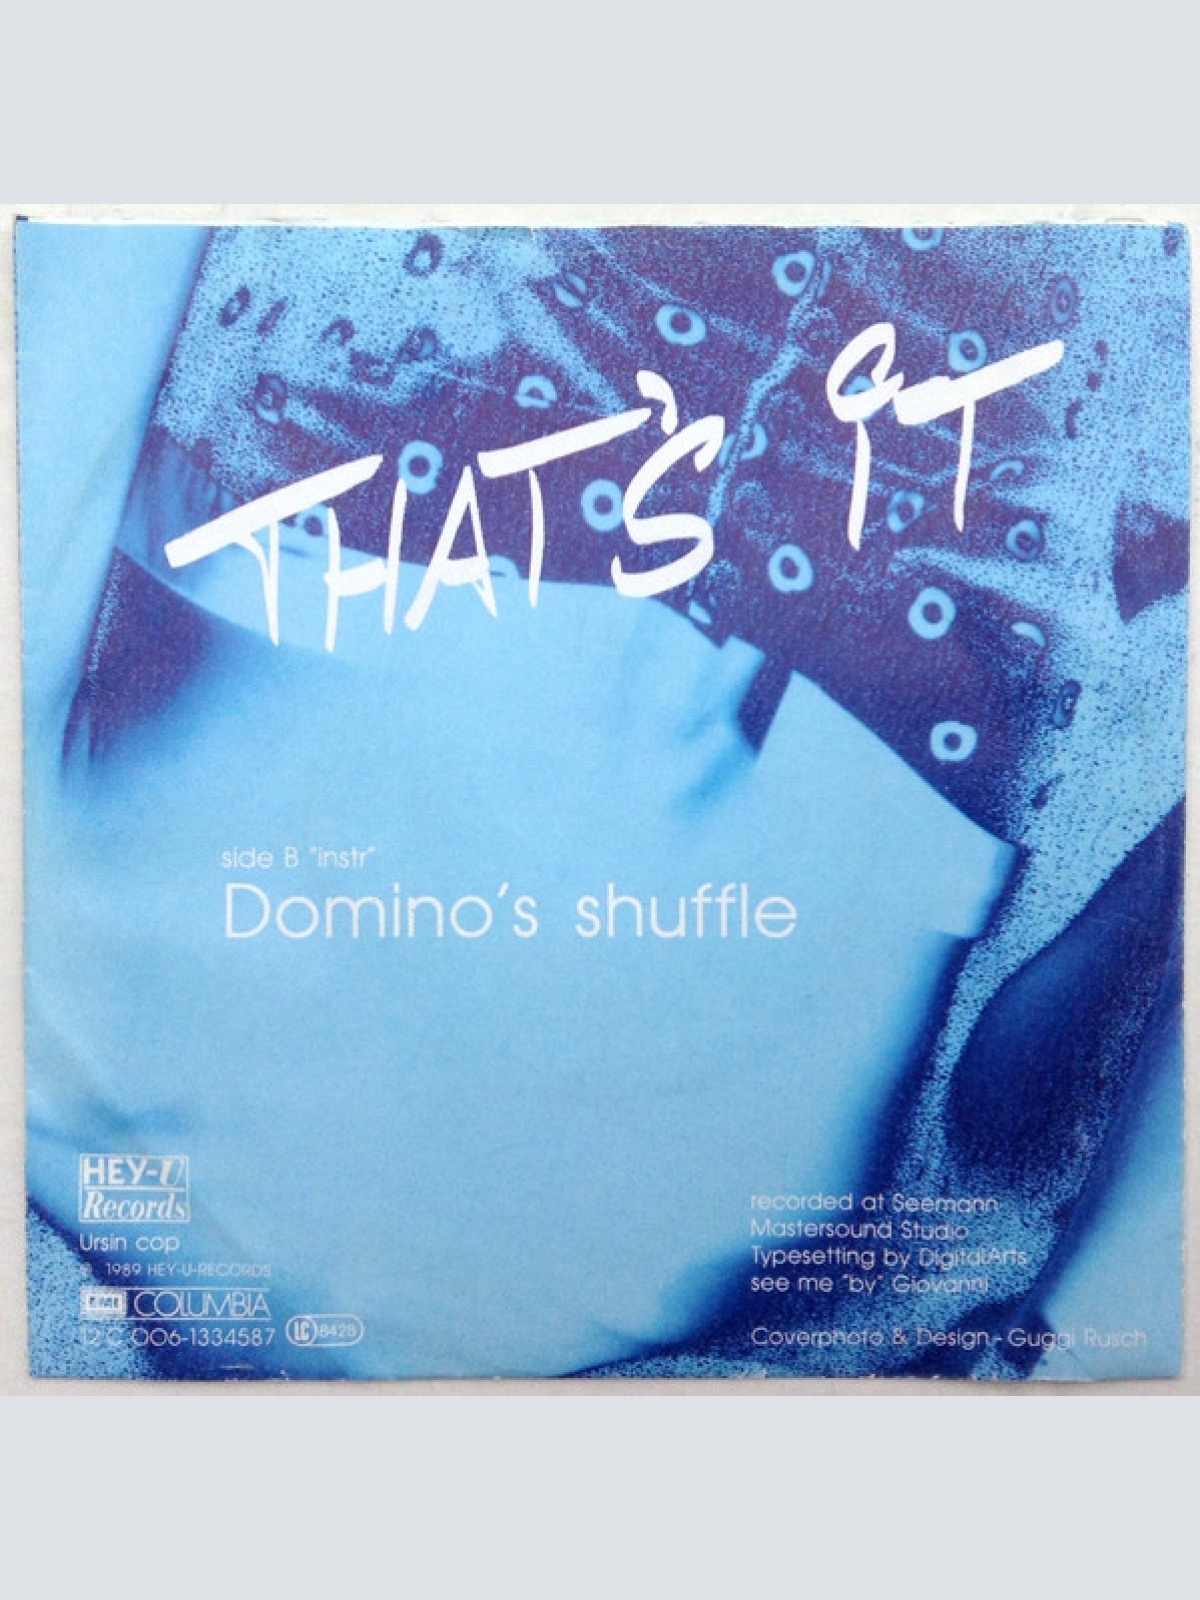 THAT'S IT
side B "instr"
Domino's shuffle
HEY-U
Records
Ursin cop
℗ 1989 HEY-U-RECORDS
EMI COLUMBIA
12 C 006-1334587 LC 8428
recorded at Seemann
Mastersound Studio
Typesetting by DigitalArts
see me "by" Giovanni
Coverphoto & Design - Guggi Rusch